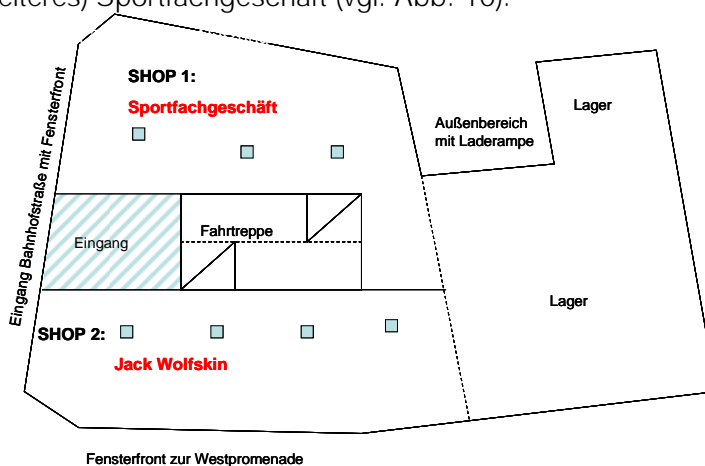 eiteres) Sportfachgeschäft (vgl. Abb. 10).
SHOP 1:
Sportfachgeschäft
Lager
Außenbereich
mit Laderampe
Eingang Bahnhofstraße mit Fensterfront
Eingang
Fahrtreppe
Lager
SHOP 2:
Jack Wolfskin
Fensterfront zur Westpromenade